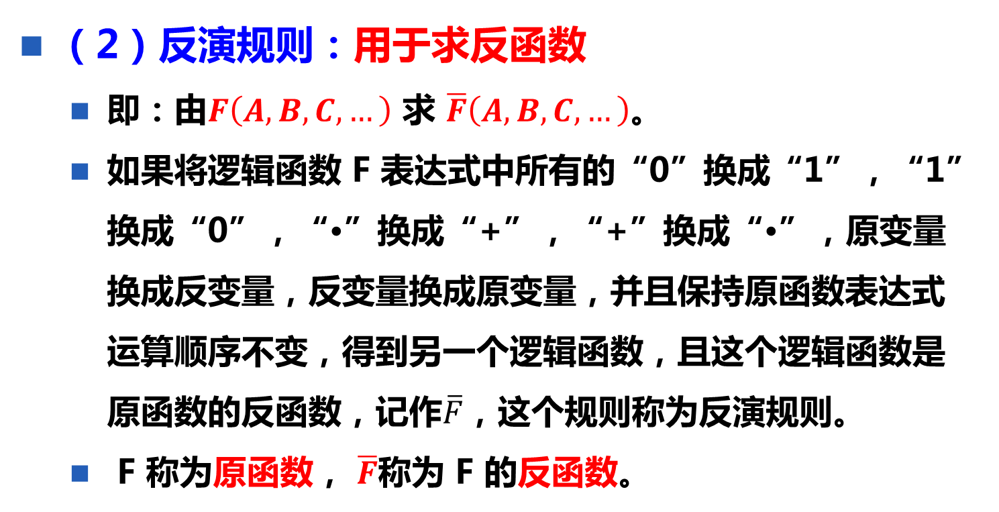 （2）反演规则：用于求反函数
即：由F(A, B, C, …) 求 F̅(A, B, C, …)。
如果将逻辑函数 F 表达式中所有的“0”换成“1”，“1”
换成“0”，“•”换成“+”，“+”换成“•”，原变量
换成反变量，反变量换成原变量，并且保持原函数表达式
运算顺序不变，得到另一个逻辑函数，且这个逻辑函数是
原函数的反函数，记作F̅，这个规则称为反演规则。
F 称为原函数， F̅称为 F 的反函数。